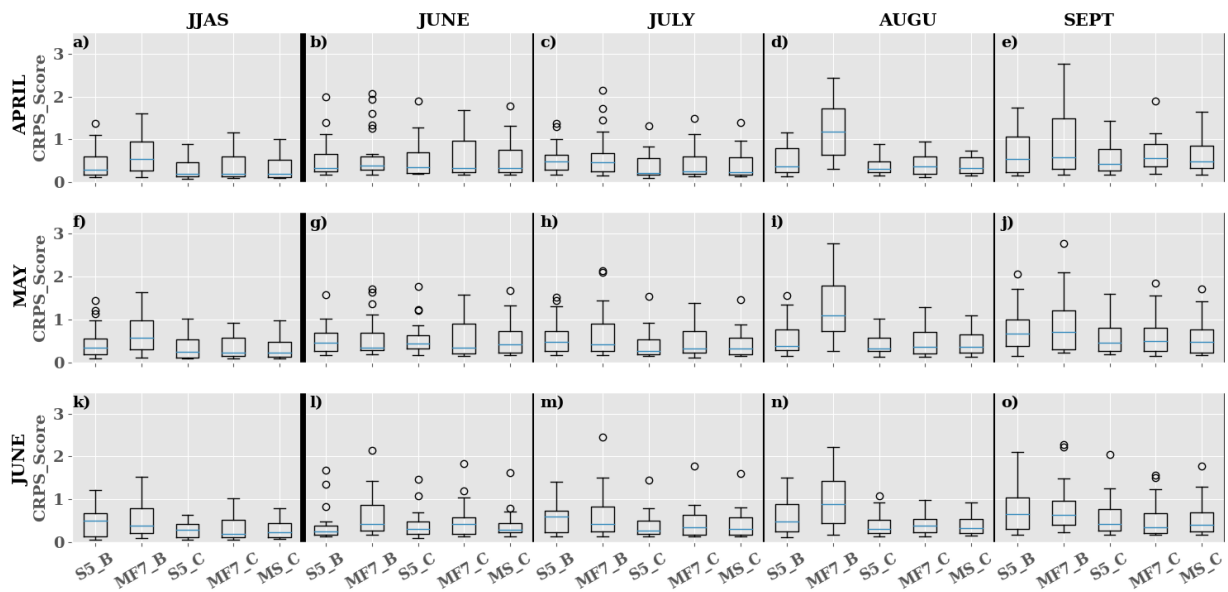 JJAS JUNE JULY AUGU SEPT
a) b) c) d) e)
APRIL
CRPS_Score
3
2
1
0
f) g) h) i) j)
MAY
CRPS_Score
3
2
1
0
k) l) m) n) o)
JUNE
CRPS_Score
3
2
1
0
S5_B MF7_B S5_C MF7_C MS_C S5_B MF7_B S5_C MF7_C MS_C S5_B MF7_B S5_C MF7_C MS_C S5_B MF7_B S5_C MF7_C MS_C S5_B MF7_B S5_C MF7_C MS_C